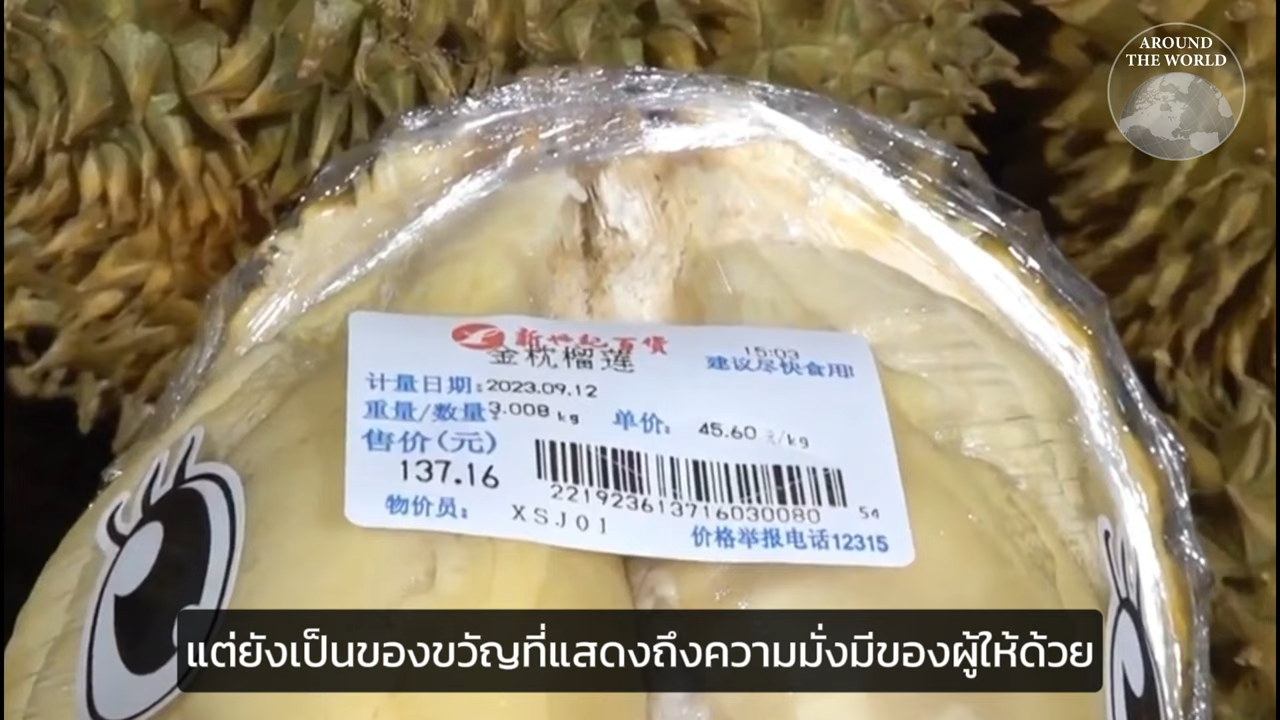 AROUND
THE WORLD
新世纪百货
金枕榴莲
15:03
建议尽快食用!
计量日期: 2023.09.12
重量/数量: 3.008 kg 单价: 45.60 元/kg
售价(元)
137.16
221923613716030080 54
物价员: XSJ01
价格举报电话12315
แต่ยังเป็นของขวัญที่แสดงถึงความมั่งมีของผู้ให้ด้วย